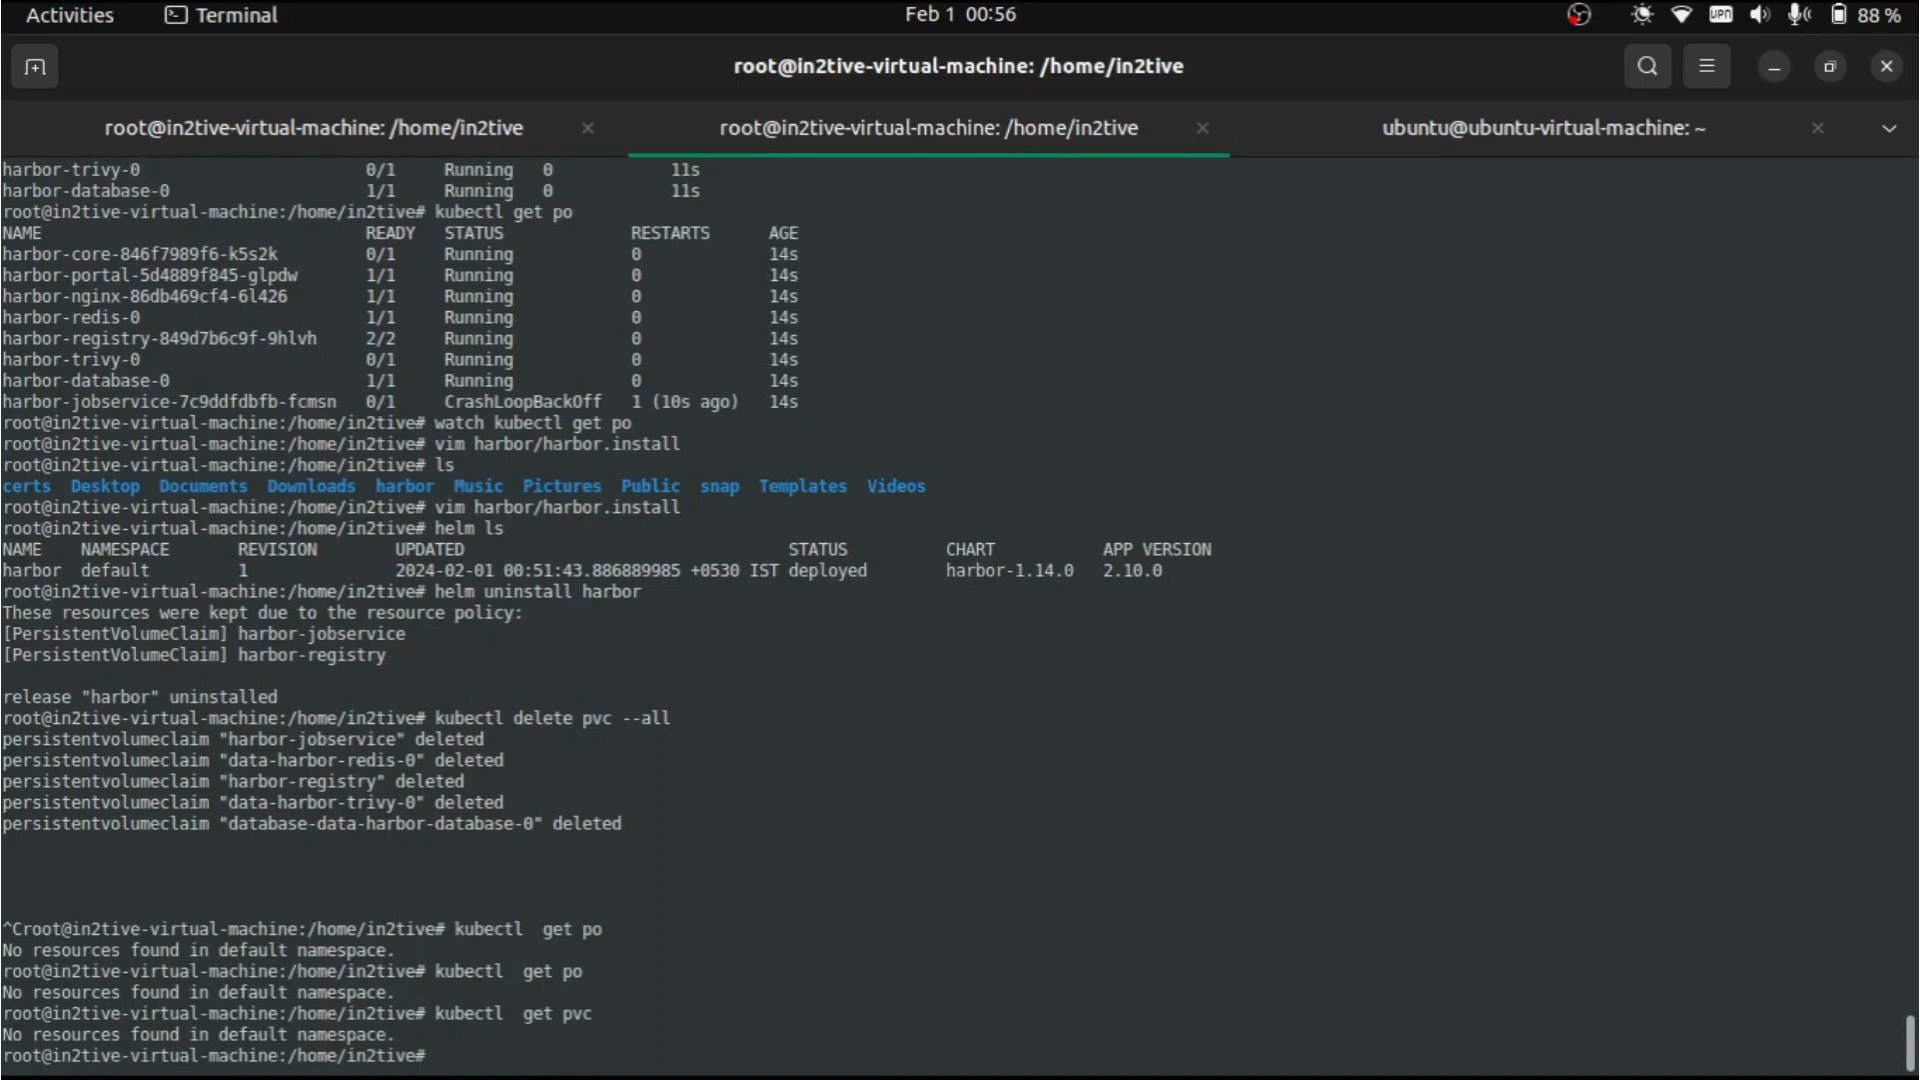 Activities Terminal Feb 1 00:56 88 %
root@in2tive-virtual-machine: /home/in2tive
root@in2tive-virtual-machine: /home/in2tive root@in2tive-virtual-machine: /home/in2tive ubuntu@ubuntu-virtual-machine: ~
harbor-trivy-0 0/1 Running 0 11s
harbor-database-0 1/1 Running 0 11s
root@in2tive-virtual-machine:/home/in2tive# kubectl get po
NAME READY STATUS RESTARTS AGE
harbor-core-846f7989f6-k5s2k 0/1 Running 0 14s
harbor-portal-5d4889f845-glpdw 1/1 Running 0 14s
harbor-nginx-86db469cf4-6l426 1/1 Running 0 14s
harbor-redis-0 1/1 Running 0 14s
harbor-registry-849d7b6c9f-9hlvh 2/2 Running 0 14s
harbor-trivy-0 0/1 Running 0 14s
harbor-database-0 1/1 Running 0 14s
harbor-jobservice-7c9ddfdbfb-fcmsn 0/1 CrashLoopBackOff 1 (10s ago) 14s
root@in2tive-virtual-machine:/home/in2tive# watch kubectl get po
root@in2tive-virtual-machine:/home/in2tive# vim harbor/harbor.install
root@in2tive-virtual-machine:/home/in2tive# ls
certs Desktop Documents Downloads harbor Music Pictures Public snap Templates Videos
root@in2tive-virtual-machine:/home/in2tive# vim harbor/harbor.install
root@in2tive-virtual-machine:/home/in2tive# helm ls
NAME NAMESPACE REVISION UPDATED STATUS CHART APP VERSION
harbor default 1 2024-02-01 00:51:43.886889985 +0530 IST deployed harbor-1.14.0 2.10.0
root@in2tive-virtual-machine:/home/in2tive# helm uninstall harbor
These resources were kept due to the resource policy:
[PersistentVolumeClaim] harbor-jobservice
[PersistentVolumeClaim] harbor-registry
release "harbor" uninstalled
root@in2tive-virtual-machine:/home/in2tive# kubectl delete pvc --all
persistentvolumeclaim "harbor-jobservice" deleted
persistentvolumeclaim "data-harbor-redis-0" deleted
persistentvolumeclaim "harbor-registry" deleted
persistentvolumeclaim "data-harbor-trivy-0" deleted
persistentvolumeclaim "database-data-harbor-database-0" deleted
^Croot@in2tive-virtual-machine:/home/in2tive# kubectl  get po
No resources found in default namespace.
root@in2tive-virtual-machine:/home/in2tive# kubectl  get po
No resources found in default namespace.
root@in2tive-virtual-machine:/home/in2tive# kubectl  get pvc
No resources found in default namespace.
root@in2tive-virtual-machine:/home/in2tive#